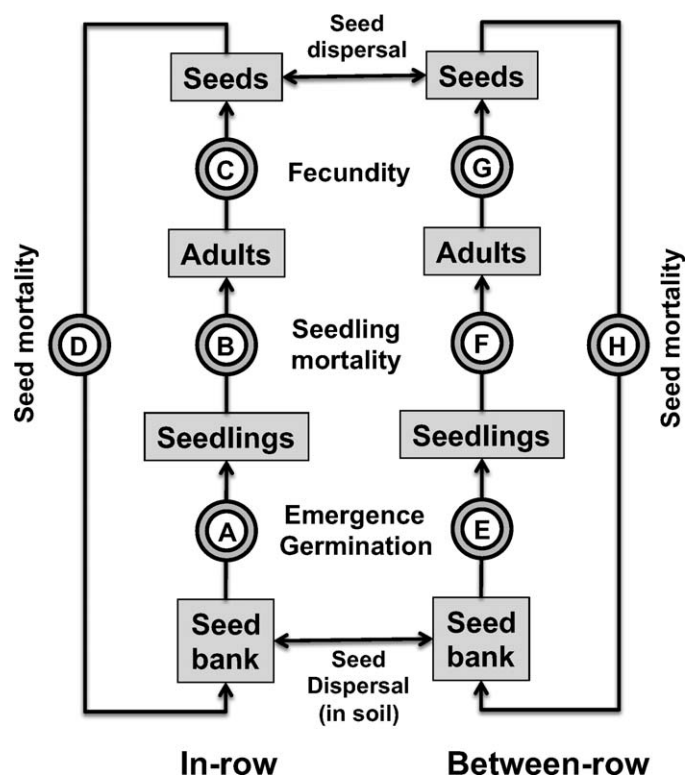 Seed
dispersal
Seeds
Seeds
C
Fecundity
G
Adults
Adults
Seed mortality
D
B
Seedling
mortality
F
H
Seed mortality
Seedlings
Seedlings
A
Emergence
Germination
E
Seed
bank
Seed
bank
Seed
Dispersal
(in soil)
In-row
Between-row